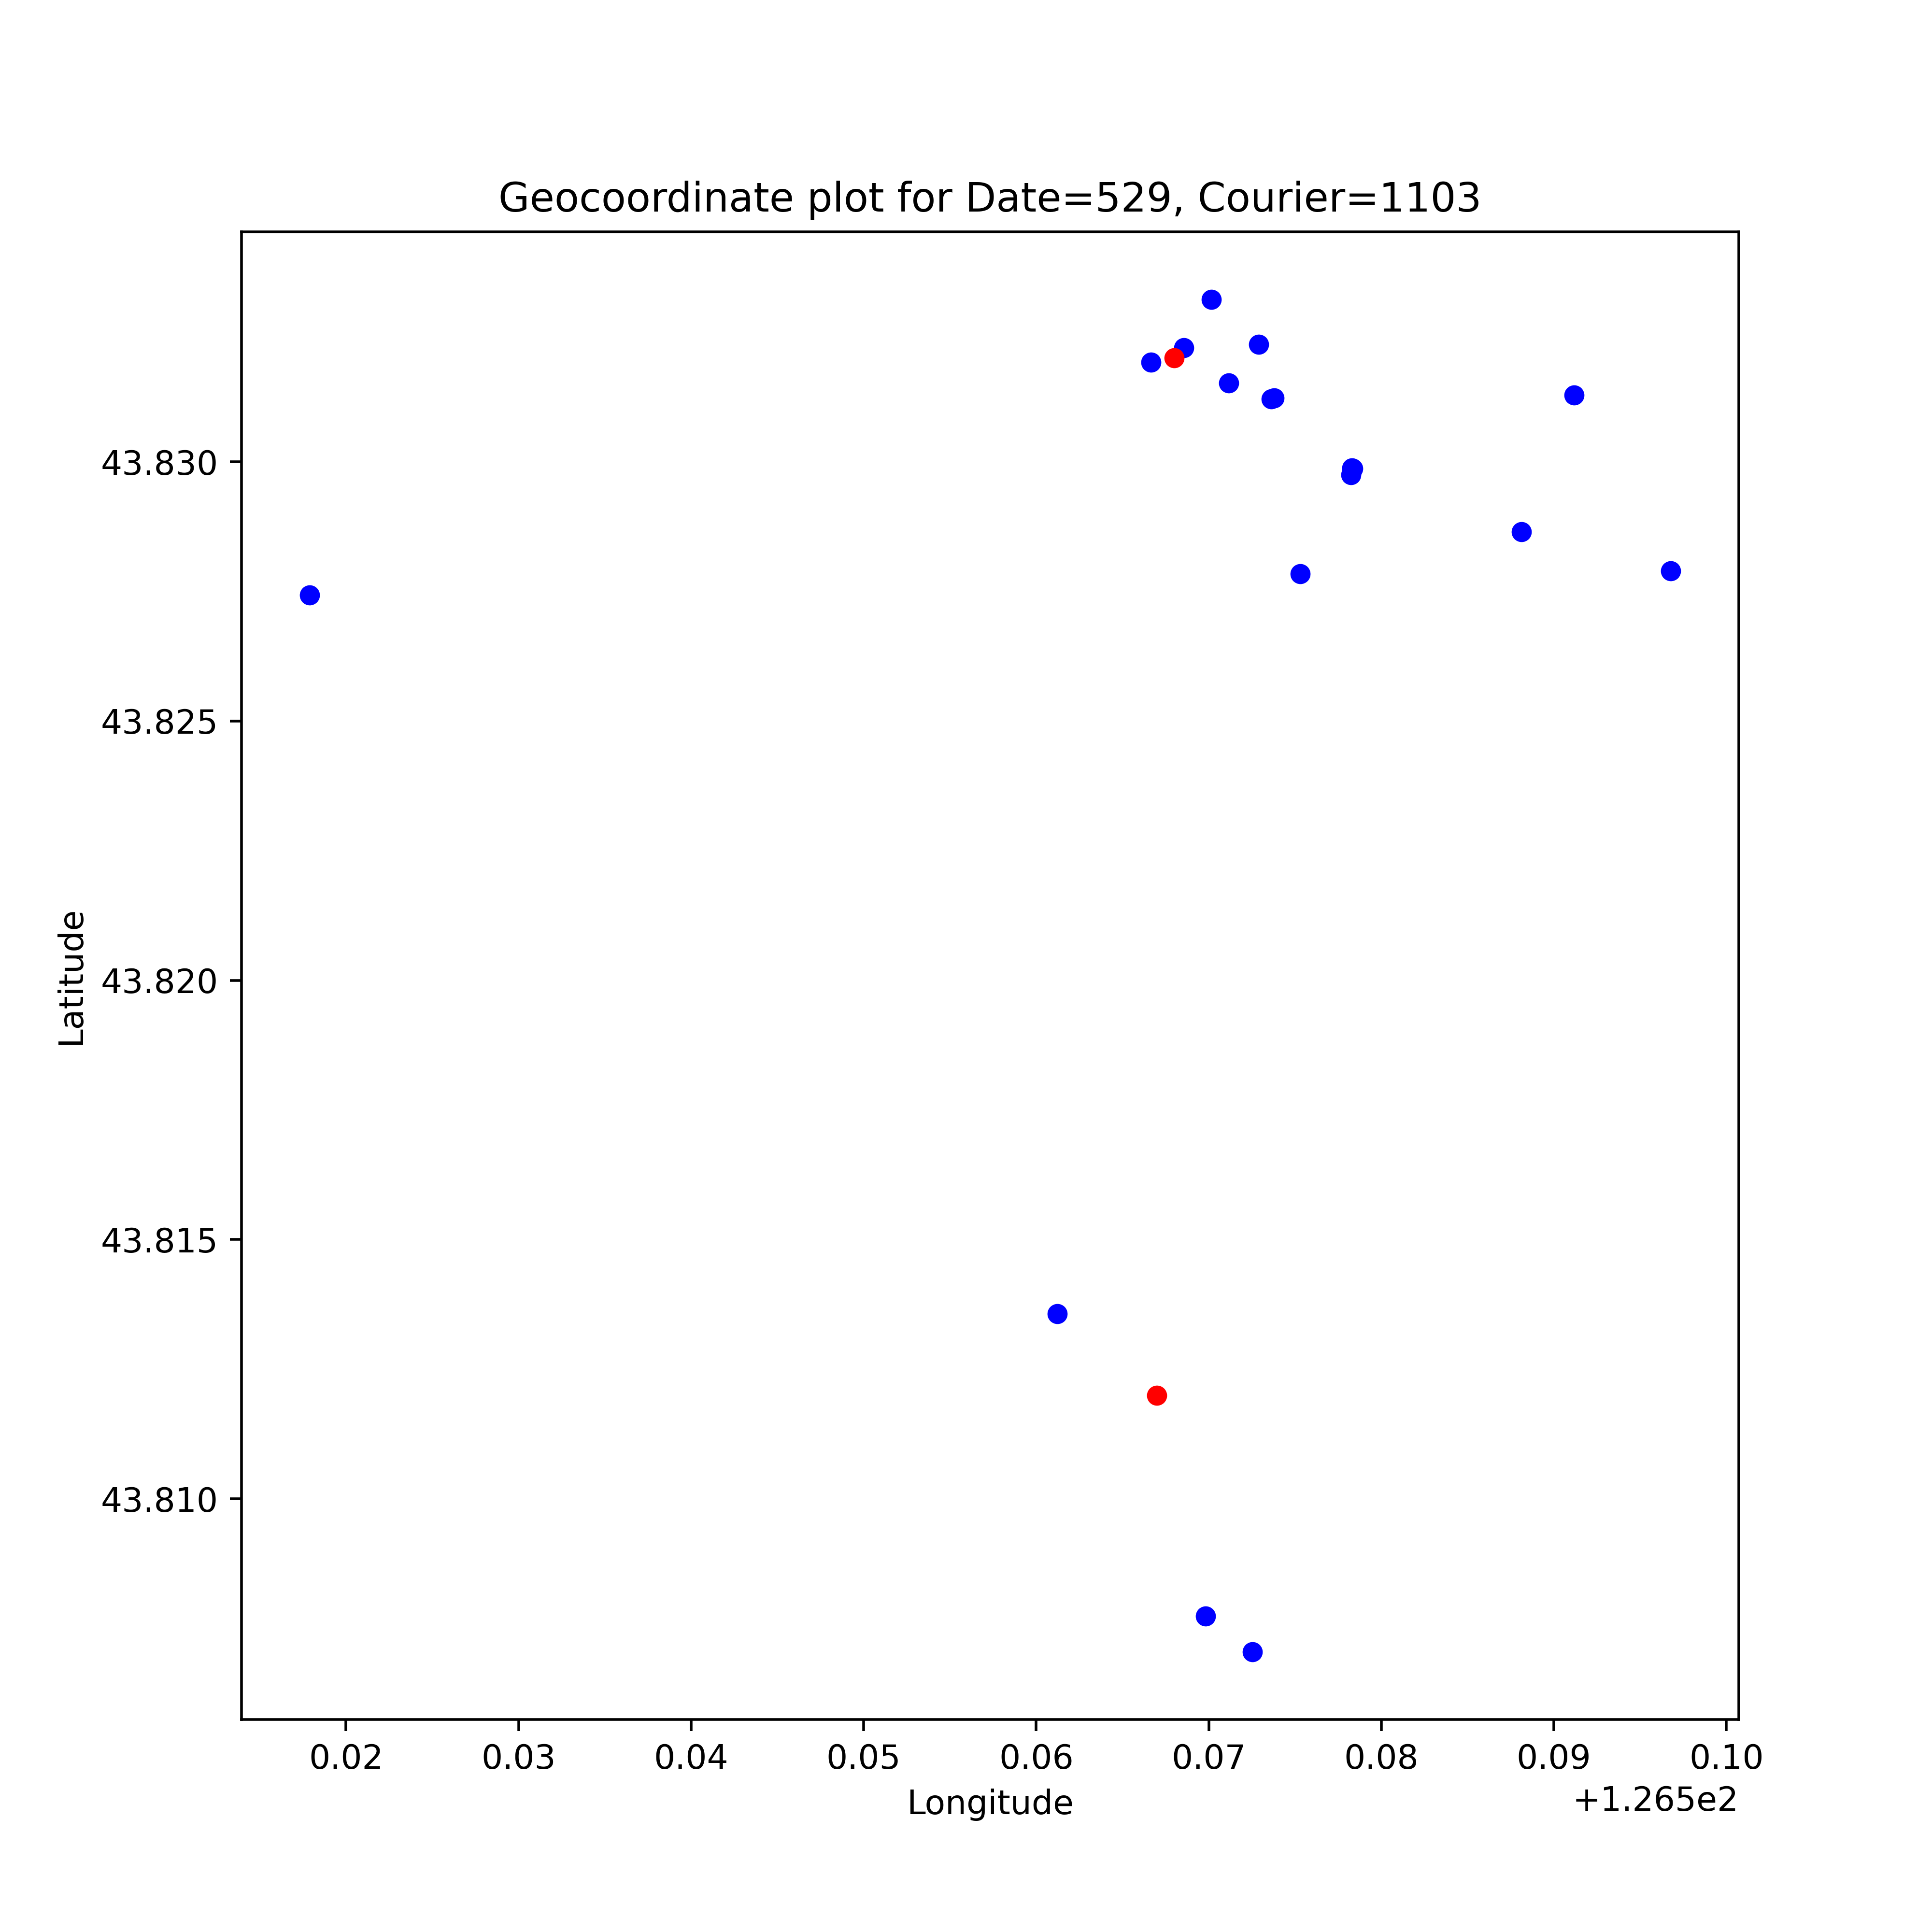 Geocoordinate plot for Date=529, Courier=1103
43.830
43.825
43.820
43.815
43.810
Latitude
0.02 0.03 0.04 0.05 0.06 0.07 0.08 0.09 0.10
+1.265e2
Longitude